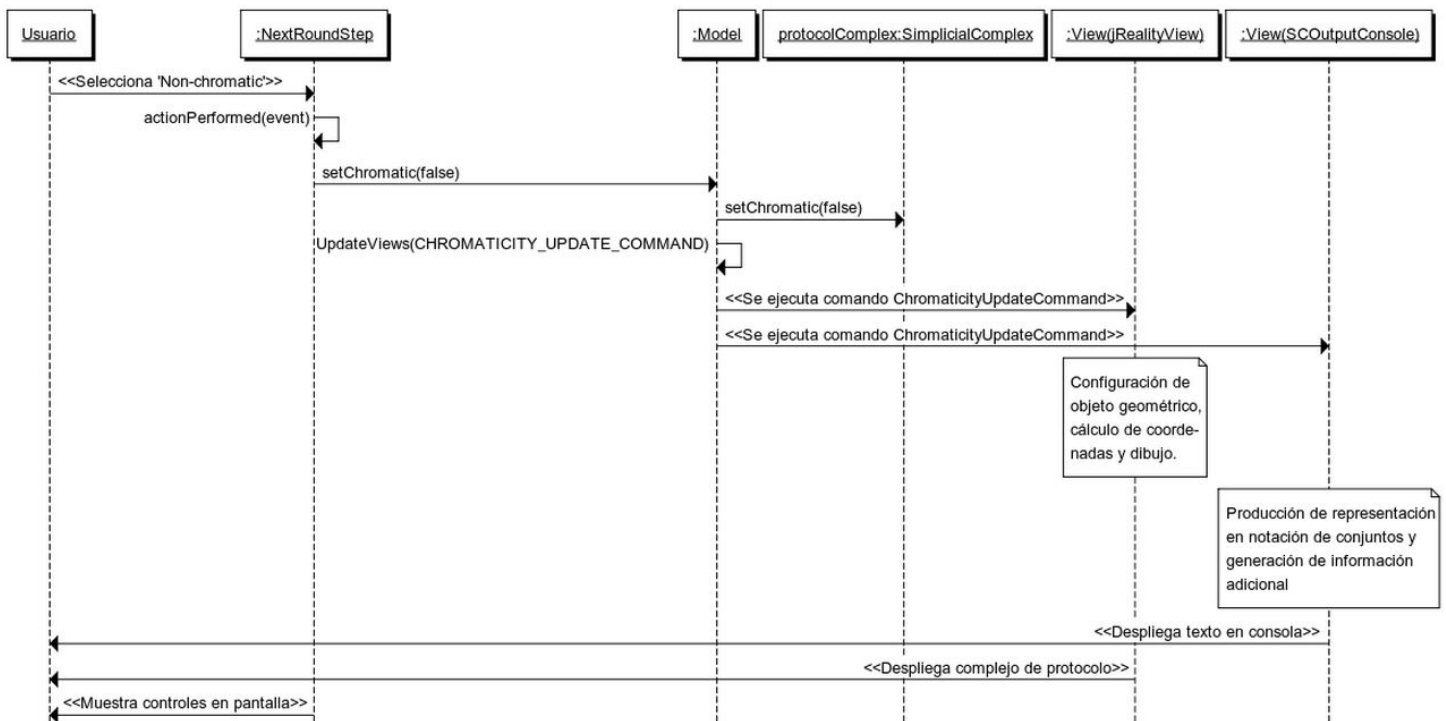 Usuario
:NextRoundStep
:Model
protocolComplex:SimplicialComplex
:View(jRealityView)
:View(SCOutputConsole)
<<Selecciona 'Non-chromatic'>>
actionPerformed(event)
setChromatic(false)
setChromatic(false)
UpdateViews(CHROMATICITY_UPDATE_COMMAND)
<<Se ejecuta comando ChromaticityUpdateCommand>>
<<Se ejecuta comando ChromaticityUpdateCommand>>
Configuración de
objeto geométrico,
cálculo de coorde-
nadas y dibujo.
Producción de representación
en notación de conjuntos y
generación de información
adicional
<<Despliega texto en consola>>
<<Despliega complejo de protocolo>>
<<Muestra controles en pantalla>>